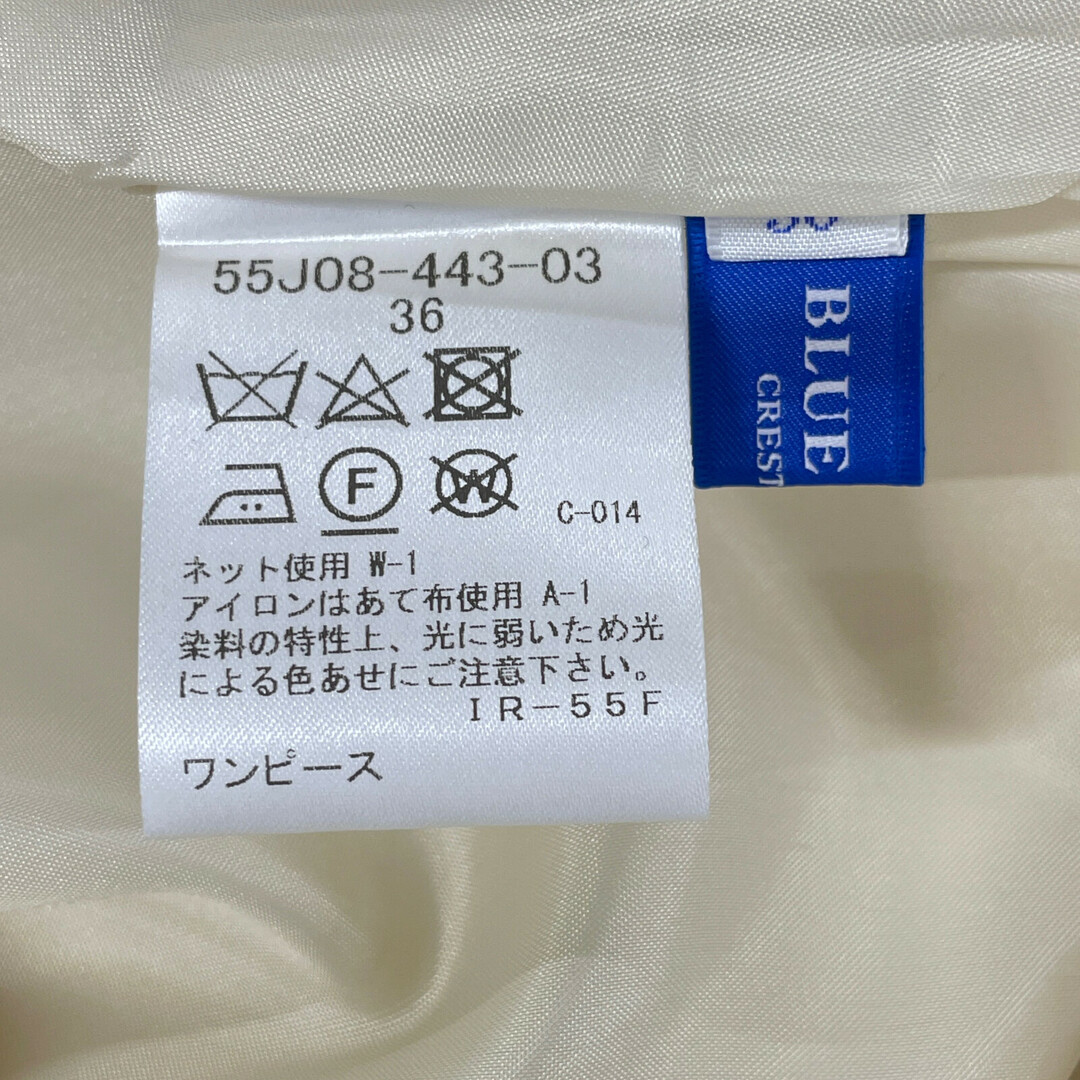 55J08-443-03
36
F
W
C-014
ネット使用 W-1
アイロンはあて布使用 A-1
染料の特性上、光に弱いため光
による色あせにご注意下さい。
IR-55F
ワンピース
BLUE
CREST